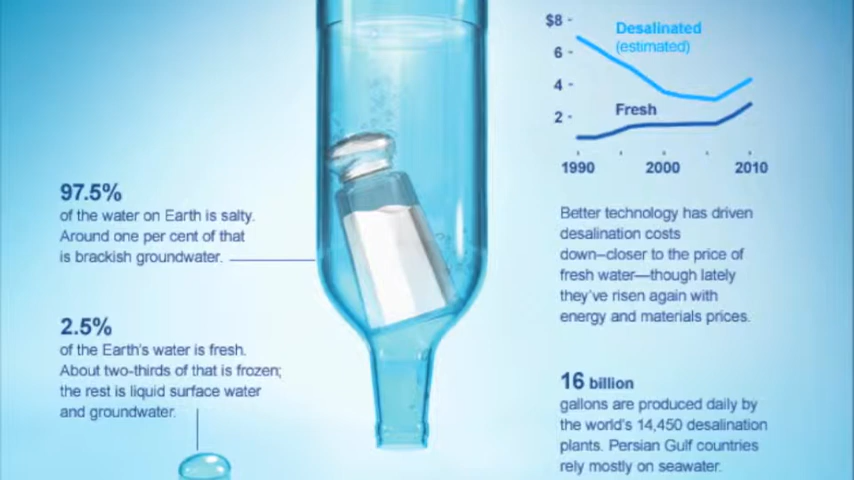 97.5%
of the water on Earth is salty.
Around one per cent of that
is brackish groundwater.
2.5%
of the Earth's water is fresh.
About two-thirds of that is frozen;
the rest is liquid surface water
and groundwater.
$8
6
4
2
Desalinated
(estimated)
Fresh
1990 2000 2010
Better technology has driven
desalination costs
down–closer to the price of
fresh water—though lately
they've risen again with
energy and materials prices.
16 billion
gallons are produced daily by
the world's 14,450 desalination
plants. Persian Gulf countries
rely mostly on seawater.